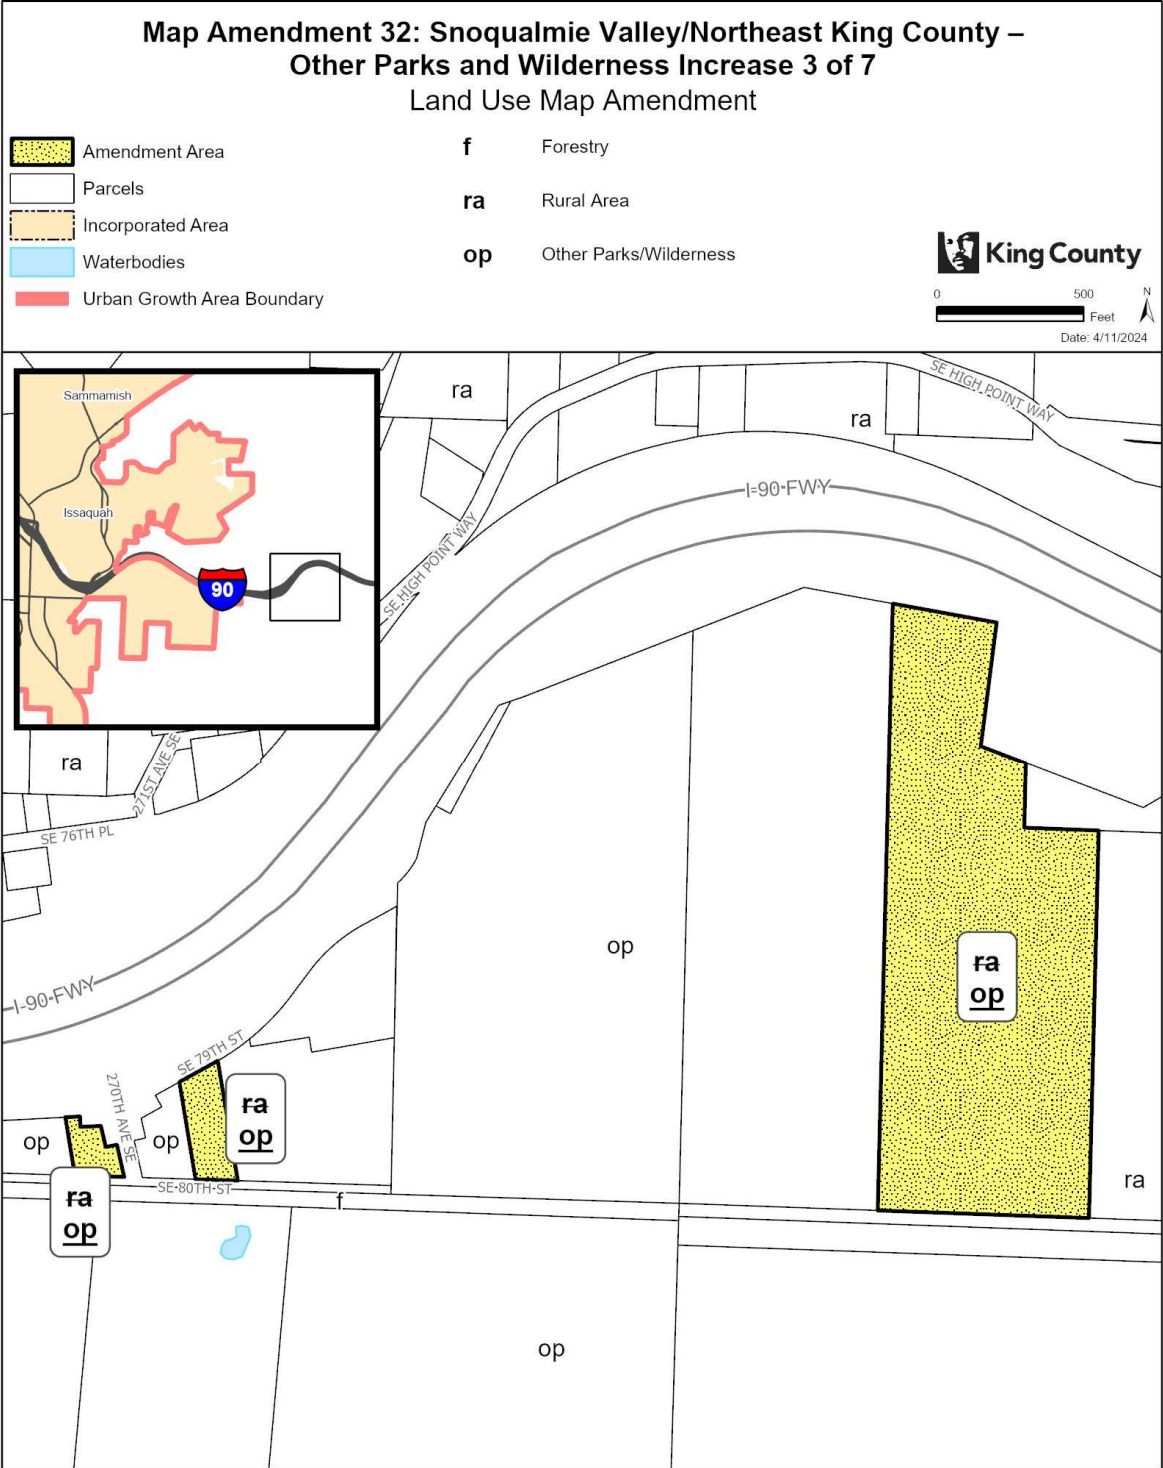 Map Amendment 32: Snoqualmie Valley/Northeast King County –
Other Parks and Wilderness Increase 3 of 7
Land Use Map Amendment
Amendment Area
Parcels
Incorporated Area
Waterbodies
Urban Growth Area Boundary
f Forestry
ra Rural Area
op Other Parks/Wilderness
King County
0 500
Feet
N
Date: 4/11/2024
Sammamish
Issaquah
90
ra
ra
SE HIGH POINT WAY
I-90 FWY
SE HIGH POINT WAY
ra
271ST AVE SE
SE 76TH PL
op
ra
op
I-90 FWY
SE 79TH ST
270TH AVE SE
ra
op
op
op
ra
SE 80TH ST
f
ra
op
op